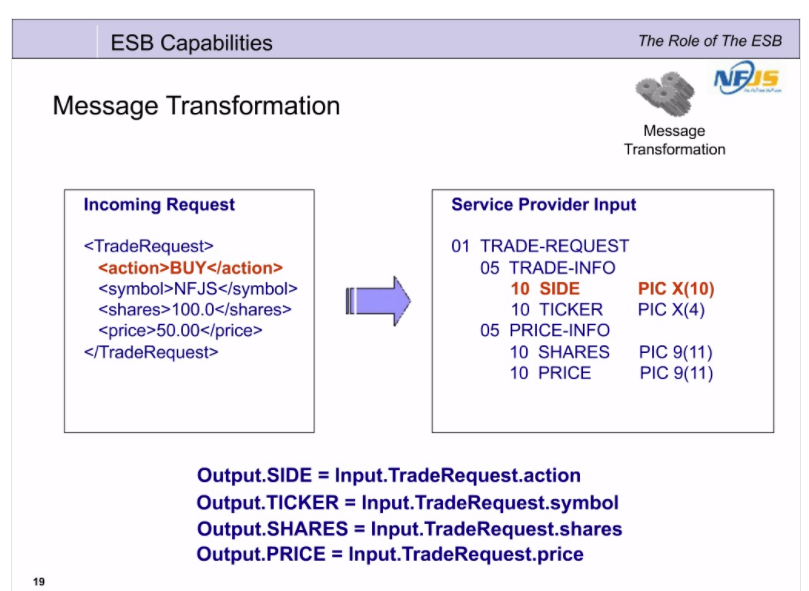 ESB Capabilities
The Role of The ESB
NFJS
Message Transformation
Message
Transformation
Incoming Request
<TradeRequest>
<action>BUY</action>
<symbol>NFJS</symbol>
<shares>100.0</shares>
<price>50.00</price>
</TradeRequest>
Service Provider Input
01 TRADE-REQUEST
05 TRADE-INFO
10 SIDE PIC X(10)
10 TICKER PIC X(4)
05 PRICE-INFO
10 SHARES PIC 9(11)
10 PRICE PIC 9(11)
Output.SIDE = Input.TradeRequest.action
Output.TICKER = Input.TradeRequest.symbol
Output.SHARES = Input.TradeRequest.shares
Output.PRICE = Input.TradeRequest.price
19